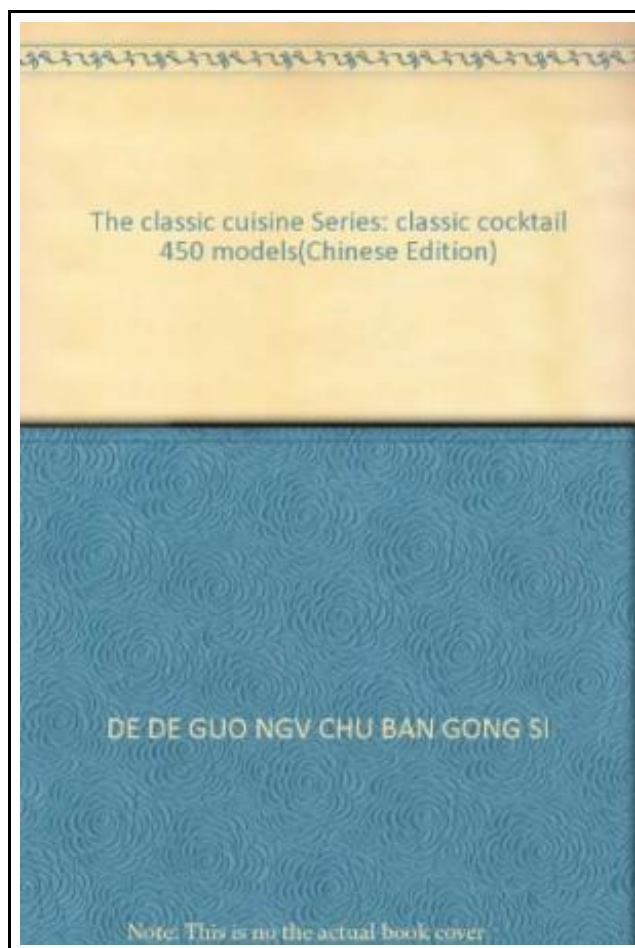 The classic cuisine Series: classic cocktail
450 models(Chinese Edition)
DE DE GUO NGV CHU BAN GONG SI
Note: This is no the actual book cover